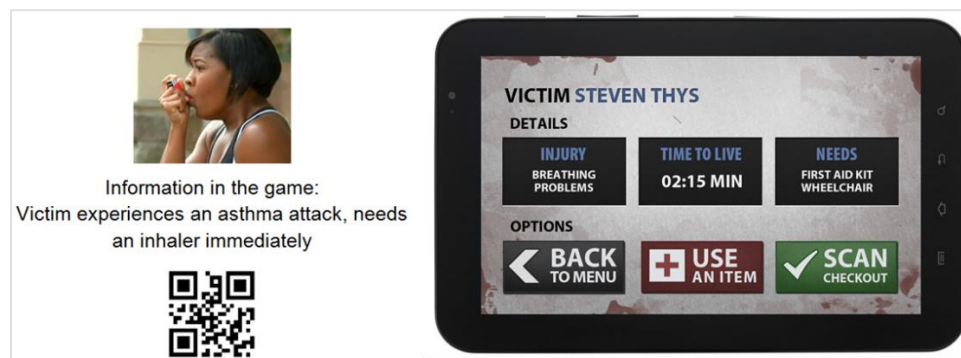 Information in the game:
Victim experiences an asthma attack, needs
an inhaler immediately
VICTIM STEVEN THYS
DETAILS
INJURY
BREATHING
PROBLEMS
TIME TO LIVE
02:15 MIN
NEEDS
FIRST AID KIT
WHEELCHAIR
OPTIONS
BACK
TO MENU
USE
AN ITEM
SCAN
CHECKOUT